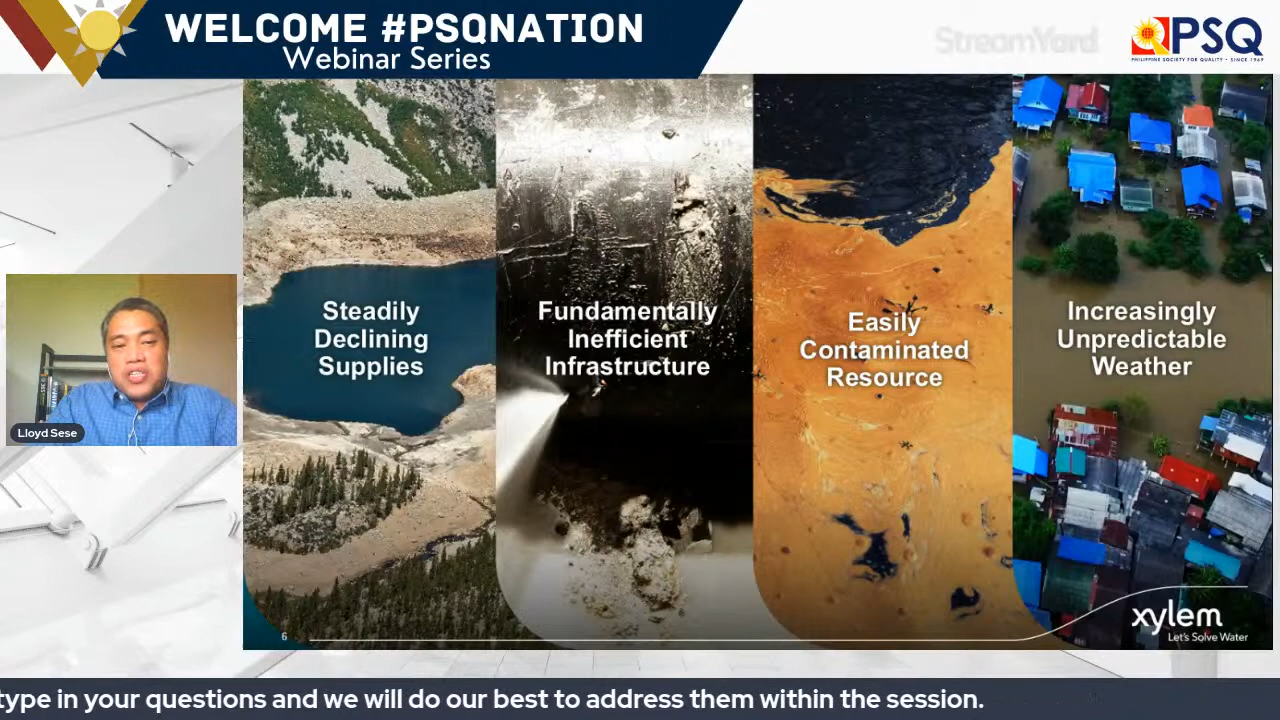 WELCOME #PSQNATION
Webinar Series
StreamYard
PSQ
PHILIPPINE SOCIETY FOR QUALITY - SINCE 1969
Steadily
Declining
Supplies
Fundamentally
Inefficient
Infrastructure
Easily
Contaminated
Resource
Increasingly
Unpredictable
Weather
Lloyd Sese
6
xylem
Let's Solve Water
type in your questions and we will do our best to address them within the session.